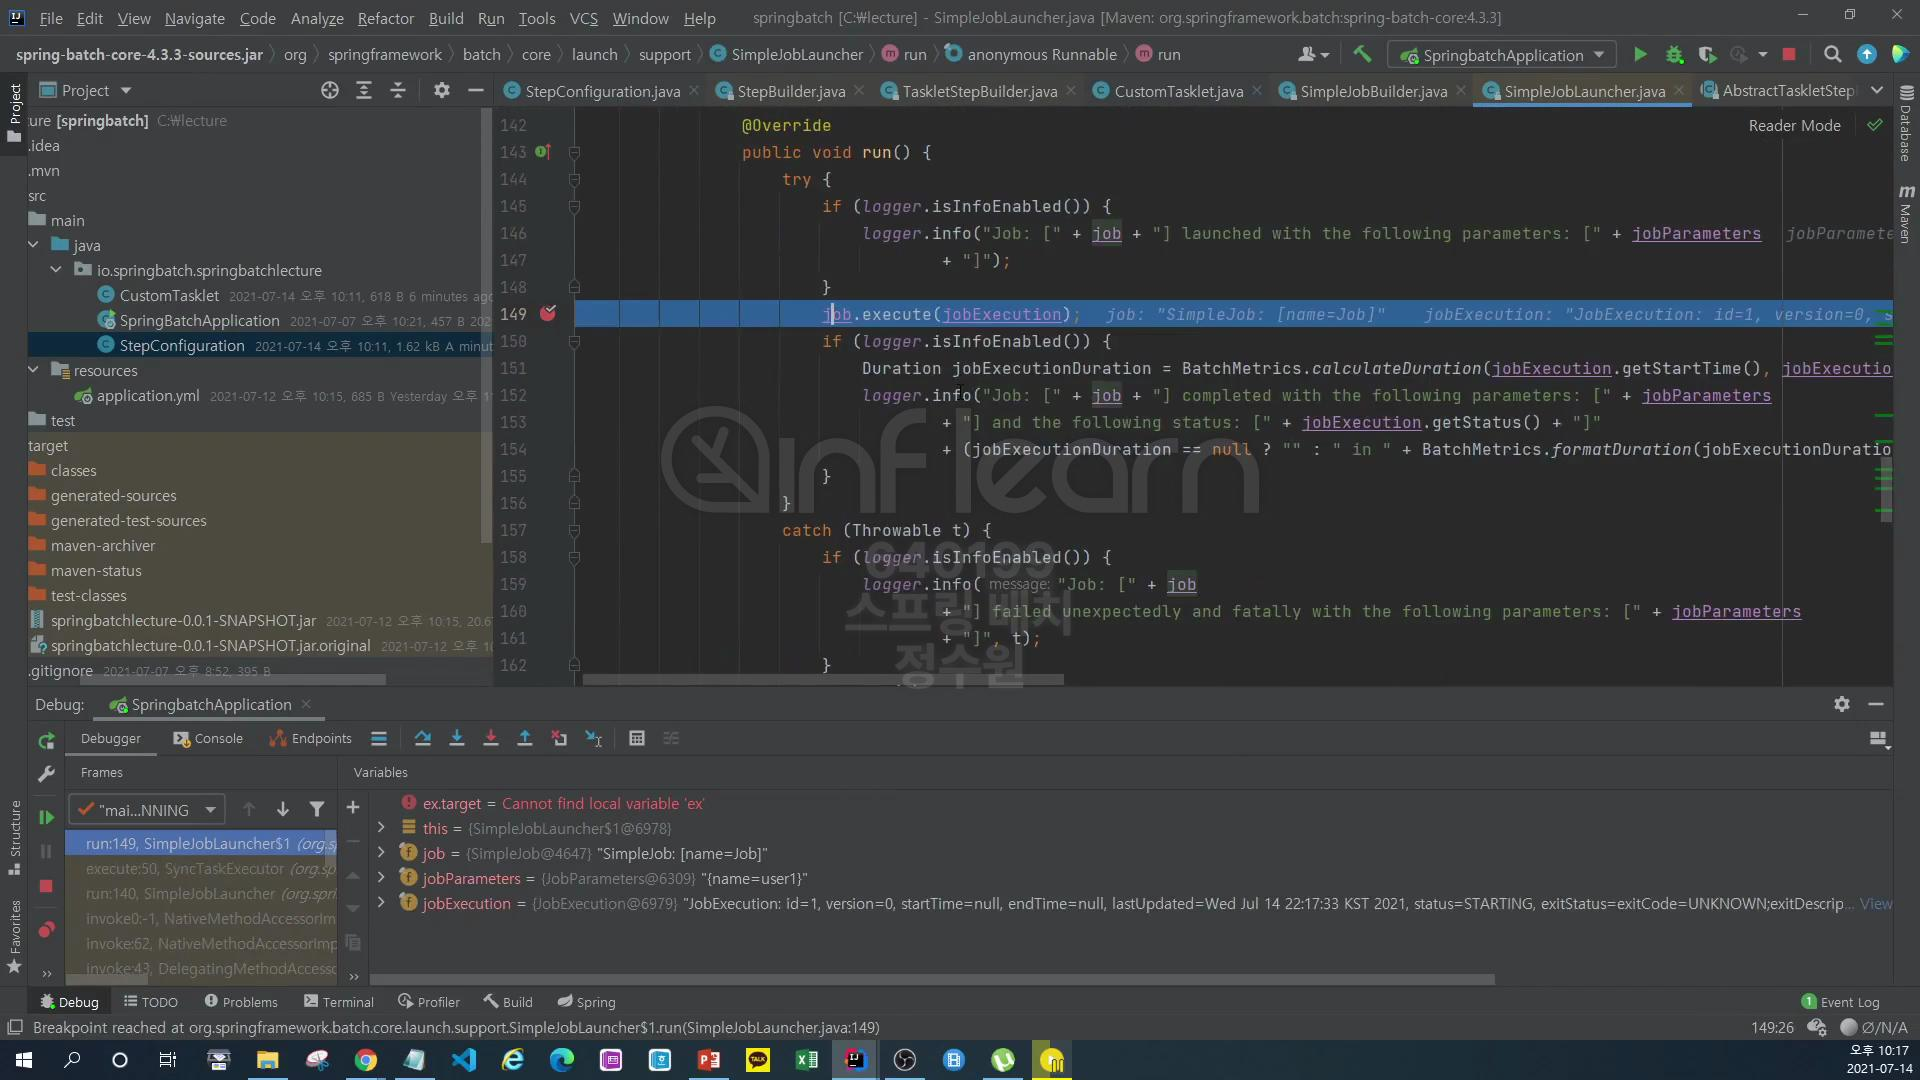 File Edit View Navigate Code Analyze Refactor Build Run Tools VCS Window Help springbatch [C:₩lecture] - SimpleJobLauncher.java [Maven: org.springframework.batch:spring-batch-core:4.3.3]
spring-batch-core-4.3.3-sources.jar org springframework batch core launch support SimpleJobLauncher run anonymous Runnable run SpringbatchApplication
Project StepConfiguration.java StepBuilder.java TaskletStepBuilder.java CustomTasklet.java SimpleJobBuilder.java SimpleJobLauncher.java AbstractTaskletStep
Project
Structure
Favorites
Database
Maven
Reader Mode
ure [springbatch] C:₩lecture
.idea
.mvn
src
main
java
io.springbatch.springbatchlecture
CustomTasklet 2021-07-14 오후 10:11, 618 B 6 minutes ago
SpringBatchApplication 2021-07-07 오후 10:21, 457 B 202
StepConfiguration 2021-07-14 오후 10:11, 1.62 kB A minut
resources
application.yml 2021-07-12 오후 10:15, 685 B Yesterday
test
target
classes
generated-sources
generated-test-sources
maven-archiver
maven-status
test-classes
springbatchlecture-0.0.1-SNAPSHOT.jar 2021-07-12 오후 10:15, 20.6
springbatchlecture-0.0.1-SNAPSHOT.jar.original 2021-07-12 오후 1
.gitignore 2021-07-07 오후 8:52, 395 B
142 @Override
143 public void run() {
144 try {
145 if (logger.isInfoEnabled()) {
146 logger.info("Job: [" + job + "] launched with the following parameters: [" + jobParameters jobParamete
147 + "]");
148 }
149 job.execute(jobExecution); job: "SimpleJob: [name=Job]" jobExecution: "JobExecution: id=1, version=0, s
150 if (logger.isInfoEnabled()) {
151 Duration jobExecutionDuration = BatchMetrics.calculateDuration(jobExecution.getStartTime(), jobExecutio
152 logger.info("Job: [" + job + "] completed with the following parameters: [" + jobParameters
153 + "] and the following status: [" + jobExecution.getStatus() + "]"
154 + (jobExecutionDuration == null ? "" : " in " + BatchMetrics.formatDuration(jobExecutionDuratio
155 }
156 }
157 catch (Throwable t) {
158 if (logger.isInfoEnabled()) {
159 logger.info( message: "Job: [" + job
160 + "] failed unexpectedly and fatally with the following parameters: [" + jobParameters
161 + "]", t);
162 }
inflearn
640199
스프링 배치
정수원
Debug: SpringbatchApplication
Debugger Console Endpoints
Frames Variables
"mai...NNING
run:149, SimpleJobLauncher$1 (org.sp
execute:50, SyncTaskExecutor (org.spr
run:140, SimpleJobLauncher (org.spri
invoke0:-1, NativeMethodAccessorIm
invoke:62, NativeMethodAccessorImp
invoke:43, DelegatingMethodAccesso
ex.target = Cannot find local variable 'ex'
this = {SimpleJobLauncher$1@6978}
job = {SimpleJob@4647} "SimpleJob: [name=Job]"
jobParameters = {JobParameters@6309} "{name=user1}"
jobExecution = {JobExecution@6979} "JobExecution: id=1, version=0, startTime=null, endTime=null, lastUpdated=Wed Jul 14 22:17:33 KST 2021, status=STARTING, exitStatus=exitCode=UNKNOWN;exitDescrip... View
Debug TODO Problems Terminal Profiler Build Spring 1 Event Log
Breakpoint reached at org.springframework.batch.core.launch.support.SimpleJobLauncher$1.run(SimpleJobLauncher.java:149) 149:26 Ø/N/A
오후 10:17
2021-07-14